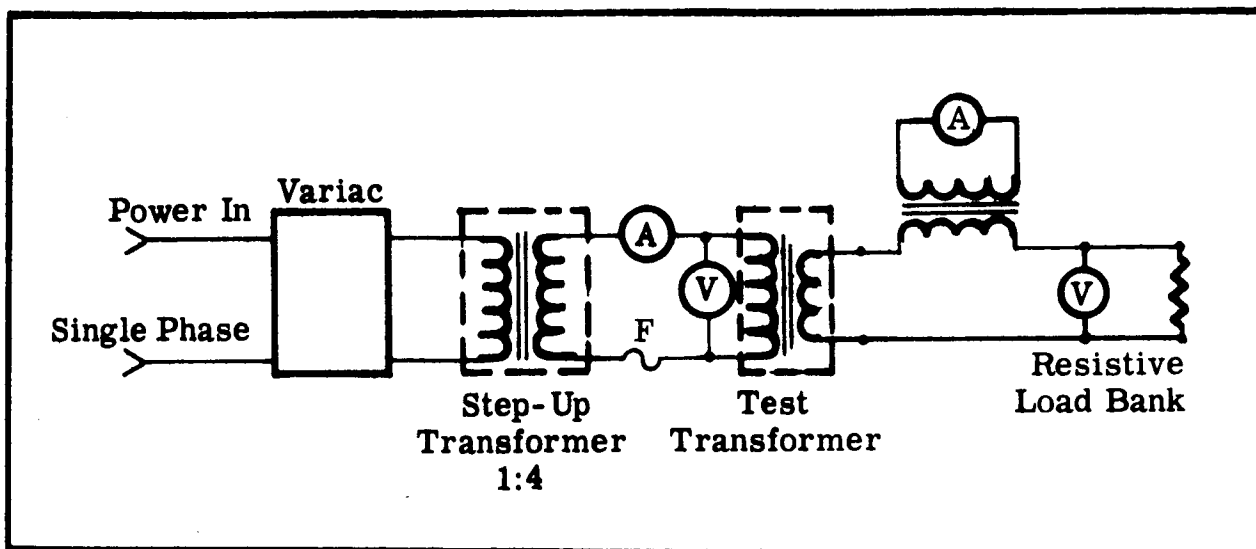 A
Variac
Power In
A
V
V
Single Phase
F
Step-Up
Transformer
1:4
Test
Transformer
Resistive
Load Bank